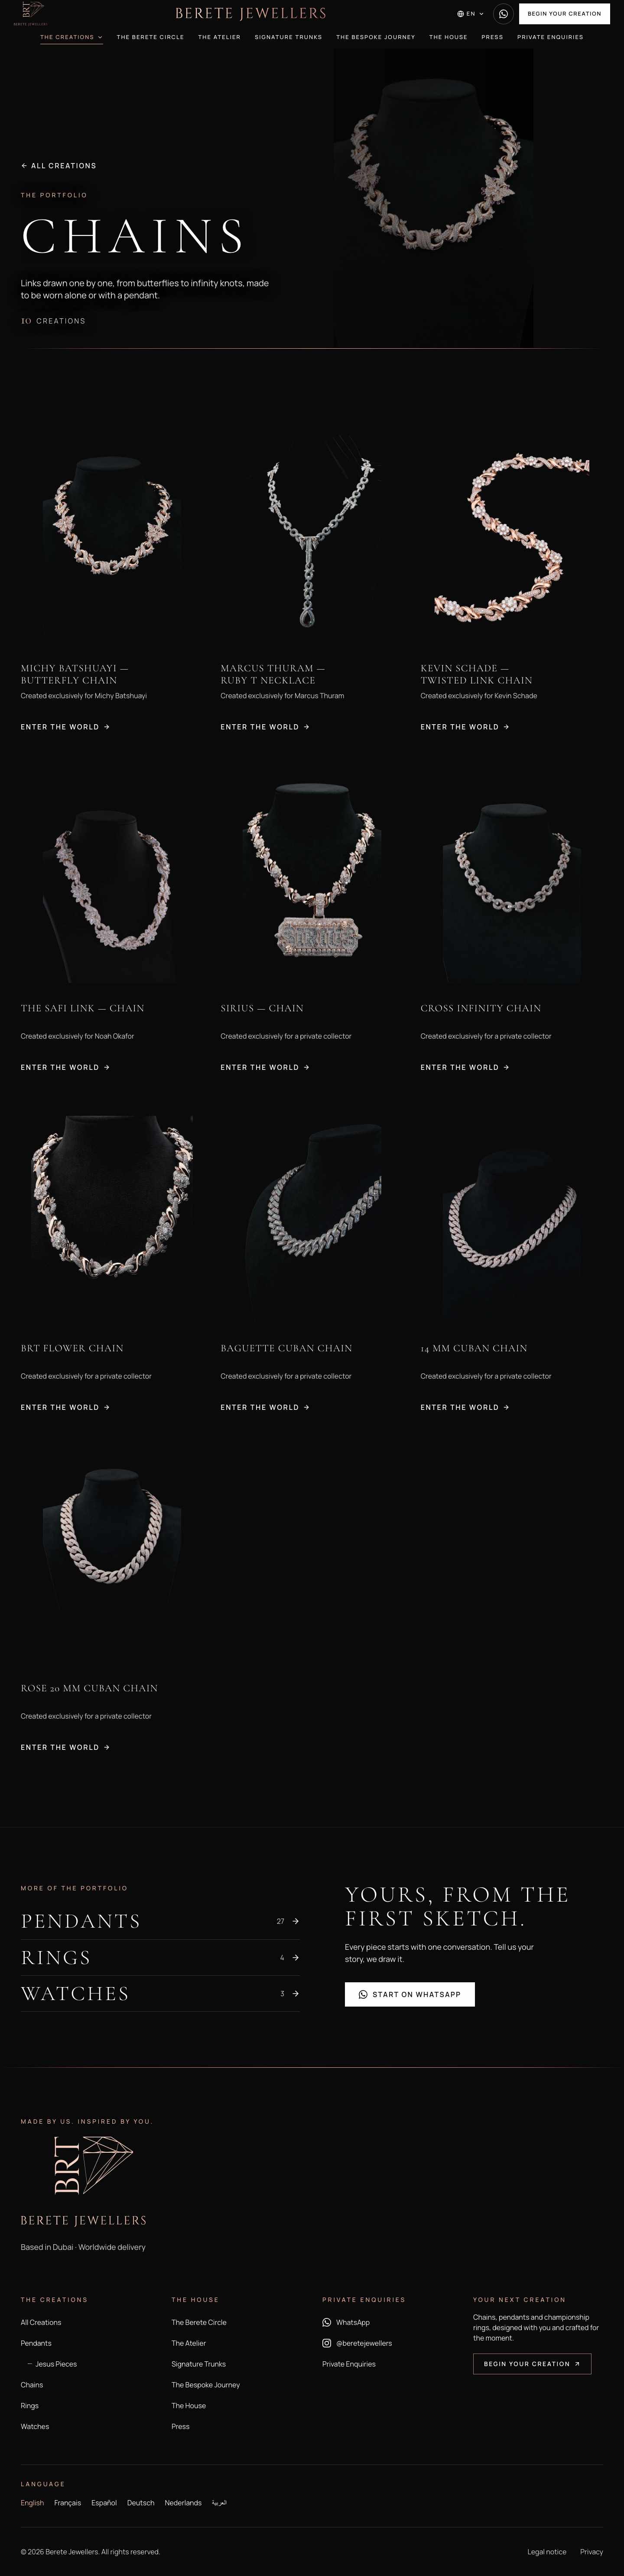 BRT
BERETE JEWELLERS
BERETE JEWELLERS
EN
BEGIN YOUR CREATION
THE CREATIONS
THE BERETE CIRCLE
THE ATELIER
SIGNATURE TRUNKS
THE BESPOKE JOURNEY
THE HOUSE
PRESS
PRIVATE ENQUIRIES
← ALL CREATIONS
THE PORTFOLIO
CHAINS
Links drawn one by one, from butterflies to infinity knots, made
to be worn alone or with a pendant.
10 CREATIONS
MICHY BATSHUAYI —
BUTTERFLY CHAIN
Created exclusively for Michy Batshuayi
ENTER THE WORLD →
MARCUS THURAM —
RUBY T NECKLACE
Created exclusively for Marcus Thuram
ENTER THE WORLD →
KEVIN SCHADE —
TWISTED LINK CHAIN
Created exclusively for Kevin Schade
ENTER THE WORLD →
THE SAFI LINK — CHAIN
Created exclusively for Noah Okafor
ENTER THE WORLD →
SIRIUS
SIRIUS — CHAIN
Created exclusively for a private collector
ENTER THE WORLD →
CROSS INFINITY CHAIN
Created exclusively for a private collector
ENTER THE WORLD →
BRT FLOWER CHAIN
Created exclusively for a private collector
ENTER THE WORLD →
BAGUETTE CUBAN CHAIN
Created exclusively for a private collector
ENTER THE WORLD →
14 MM CUBAN CHAIN
Created exclusively for a private collector
ENTER THE WORLD →
ROSE 20 MM CUBAN CHAIN
Created exclusively for a private collector
ENTER THE WORLD →
MORE OF THE PORTFOLIO
PENDANTS 27 →
RINGS 4 →
WATCHES 3 →
YOURS, FROM THE
FIRST SKETCH.
Every piece starts with one conversation. Tell us your
story, we draw it.
START ON WHATSAPP
MADE BY US. INSPIRED BY YOU.
BRT
BERETE JEWELLERS
Based in Dubai · Worldwide delivery
THE CREATIONS
All Creations
Pendants
— Jesus Pieces
Chains
Rings
Watches
THE HOUSE
The Berete Circle
The Atelier
Signature Trunks
The Bespoke Journey
The House
Press
PRIVATE ENQUIRIES
WhatsApp
@beretejewellers
Private Enquiries
YOUR NEXT CREATION
Chains, pendants and championship
rings, designed with you and crafted for
the moment.
BEGIN YOUR CREATION ↗
LANGUAGE
English Français Español Deutsch Nederlands العربية
© 2026 Berete Jewellers. All rights reserved.
Legal notice Privacy